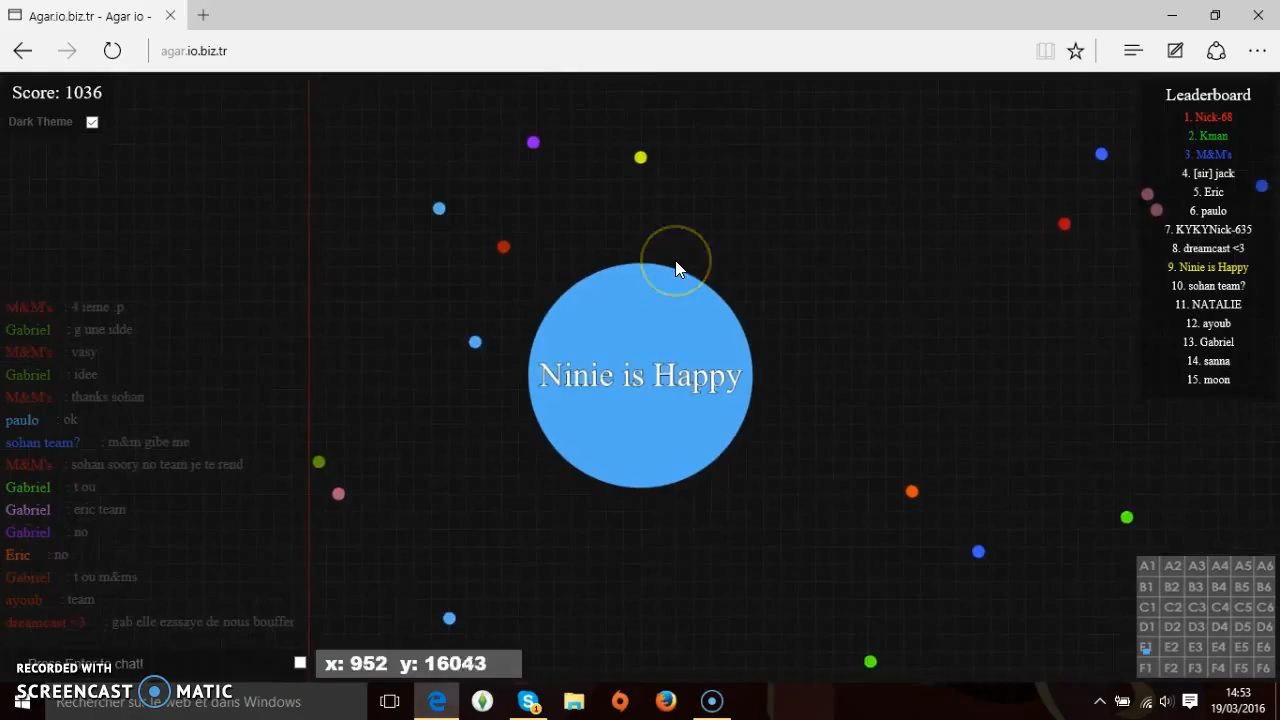 Agar.io.biz.tr - Agar io -
agar.io.biz.tr
Score: 1036
Dark Theme
Leaderboard
1. Nick-68
2. Kman
3. M&M's
4. [sir] jack
5. Eric
6. paulo
7. KYKYNick-635
8. dreamcast <3
9. Ninie is Happy
10. sohan team?
11. NATALIE
12. ayoub
13. Gabriel
14. sanna
15. moon
Ninie is Happy
M&M's : 4 ieme :p
Gabriel : g une idde
M&M's : vasy
Gabriel : idee
M&M's : thanks sohan
paulo : ok
sohan team? : m&m gibe me
M&M's : sohan soory no team je te rend
Gabriel : t ou
Gabriel : eric team
Gabriel : no
Eric : no
Gabriel : t ou m&ms
ayoub : team
dreamcast <3 : gab elle ezssaye de nous bouffer
to chat!
x: 952 y: 16043
A1 A2 A3 A4 A5 A6
B1 B2 B3 B4 B5 B6
C1 C2 C3 C4 C5 C6
D1 D2 D3 D4 D5 D6
E1 E2 E3 E4 E5 E6
F1 F2 F3 F4 F5 F6
RECORDED WITH
SCREENCAST MATIC
Rechercher sur le web et dans Windows
1
14:53
19/03/2016